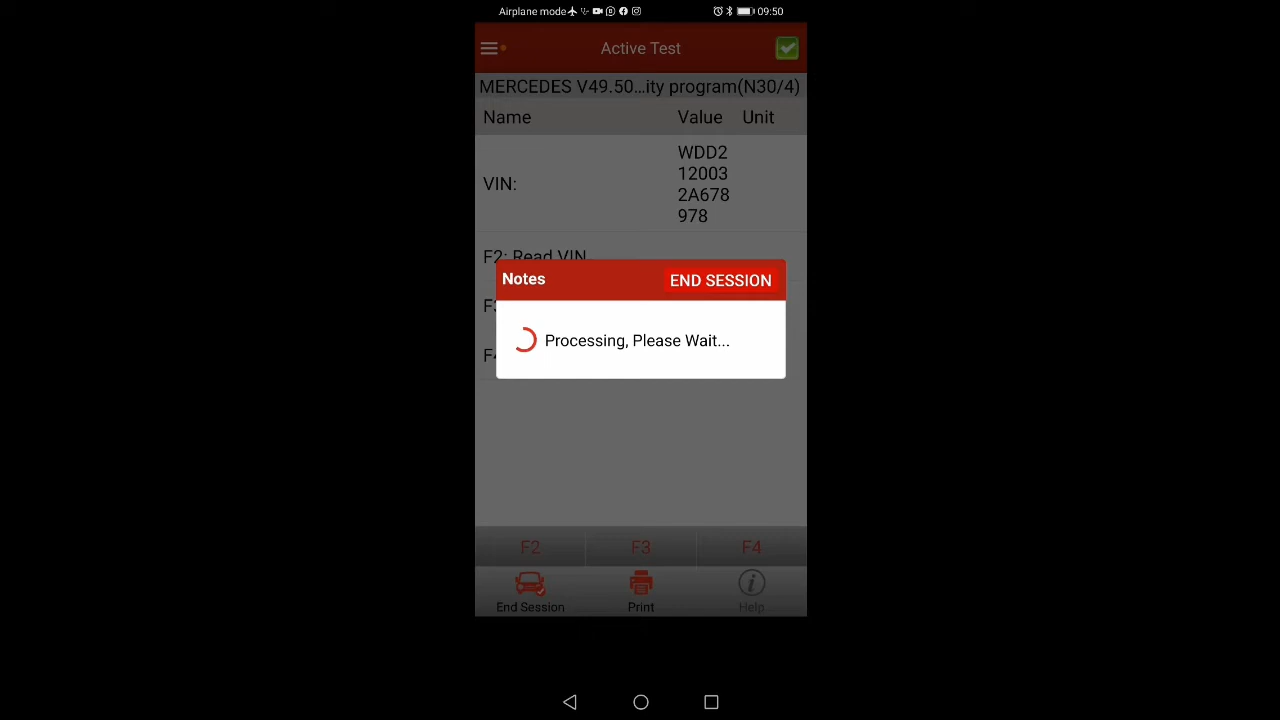 Airplane mode 09:50
Active Test
MERCEDES V49.50...ity program(N30/4)
Name Value Unit
VIN: WDD2
12003
2A678
978
F2: Read VIN
Notes END SESSION
Processing, Please Wait...
F2 F3 F4
End Session Print Help